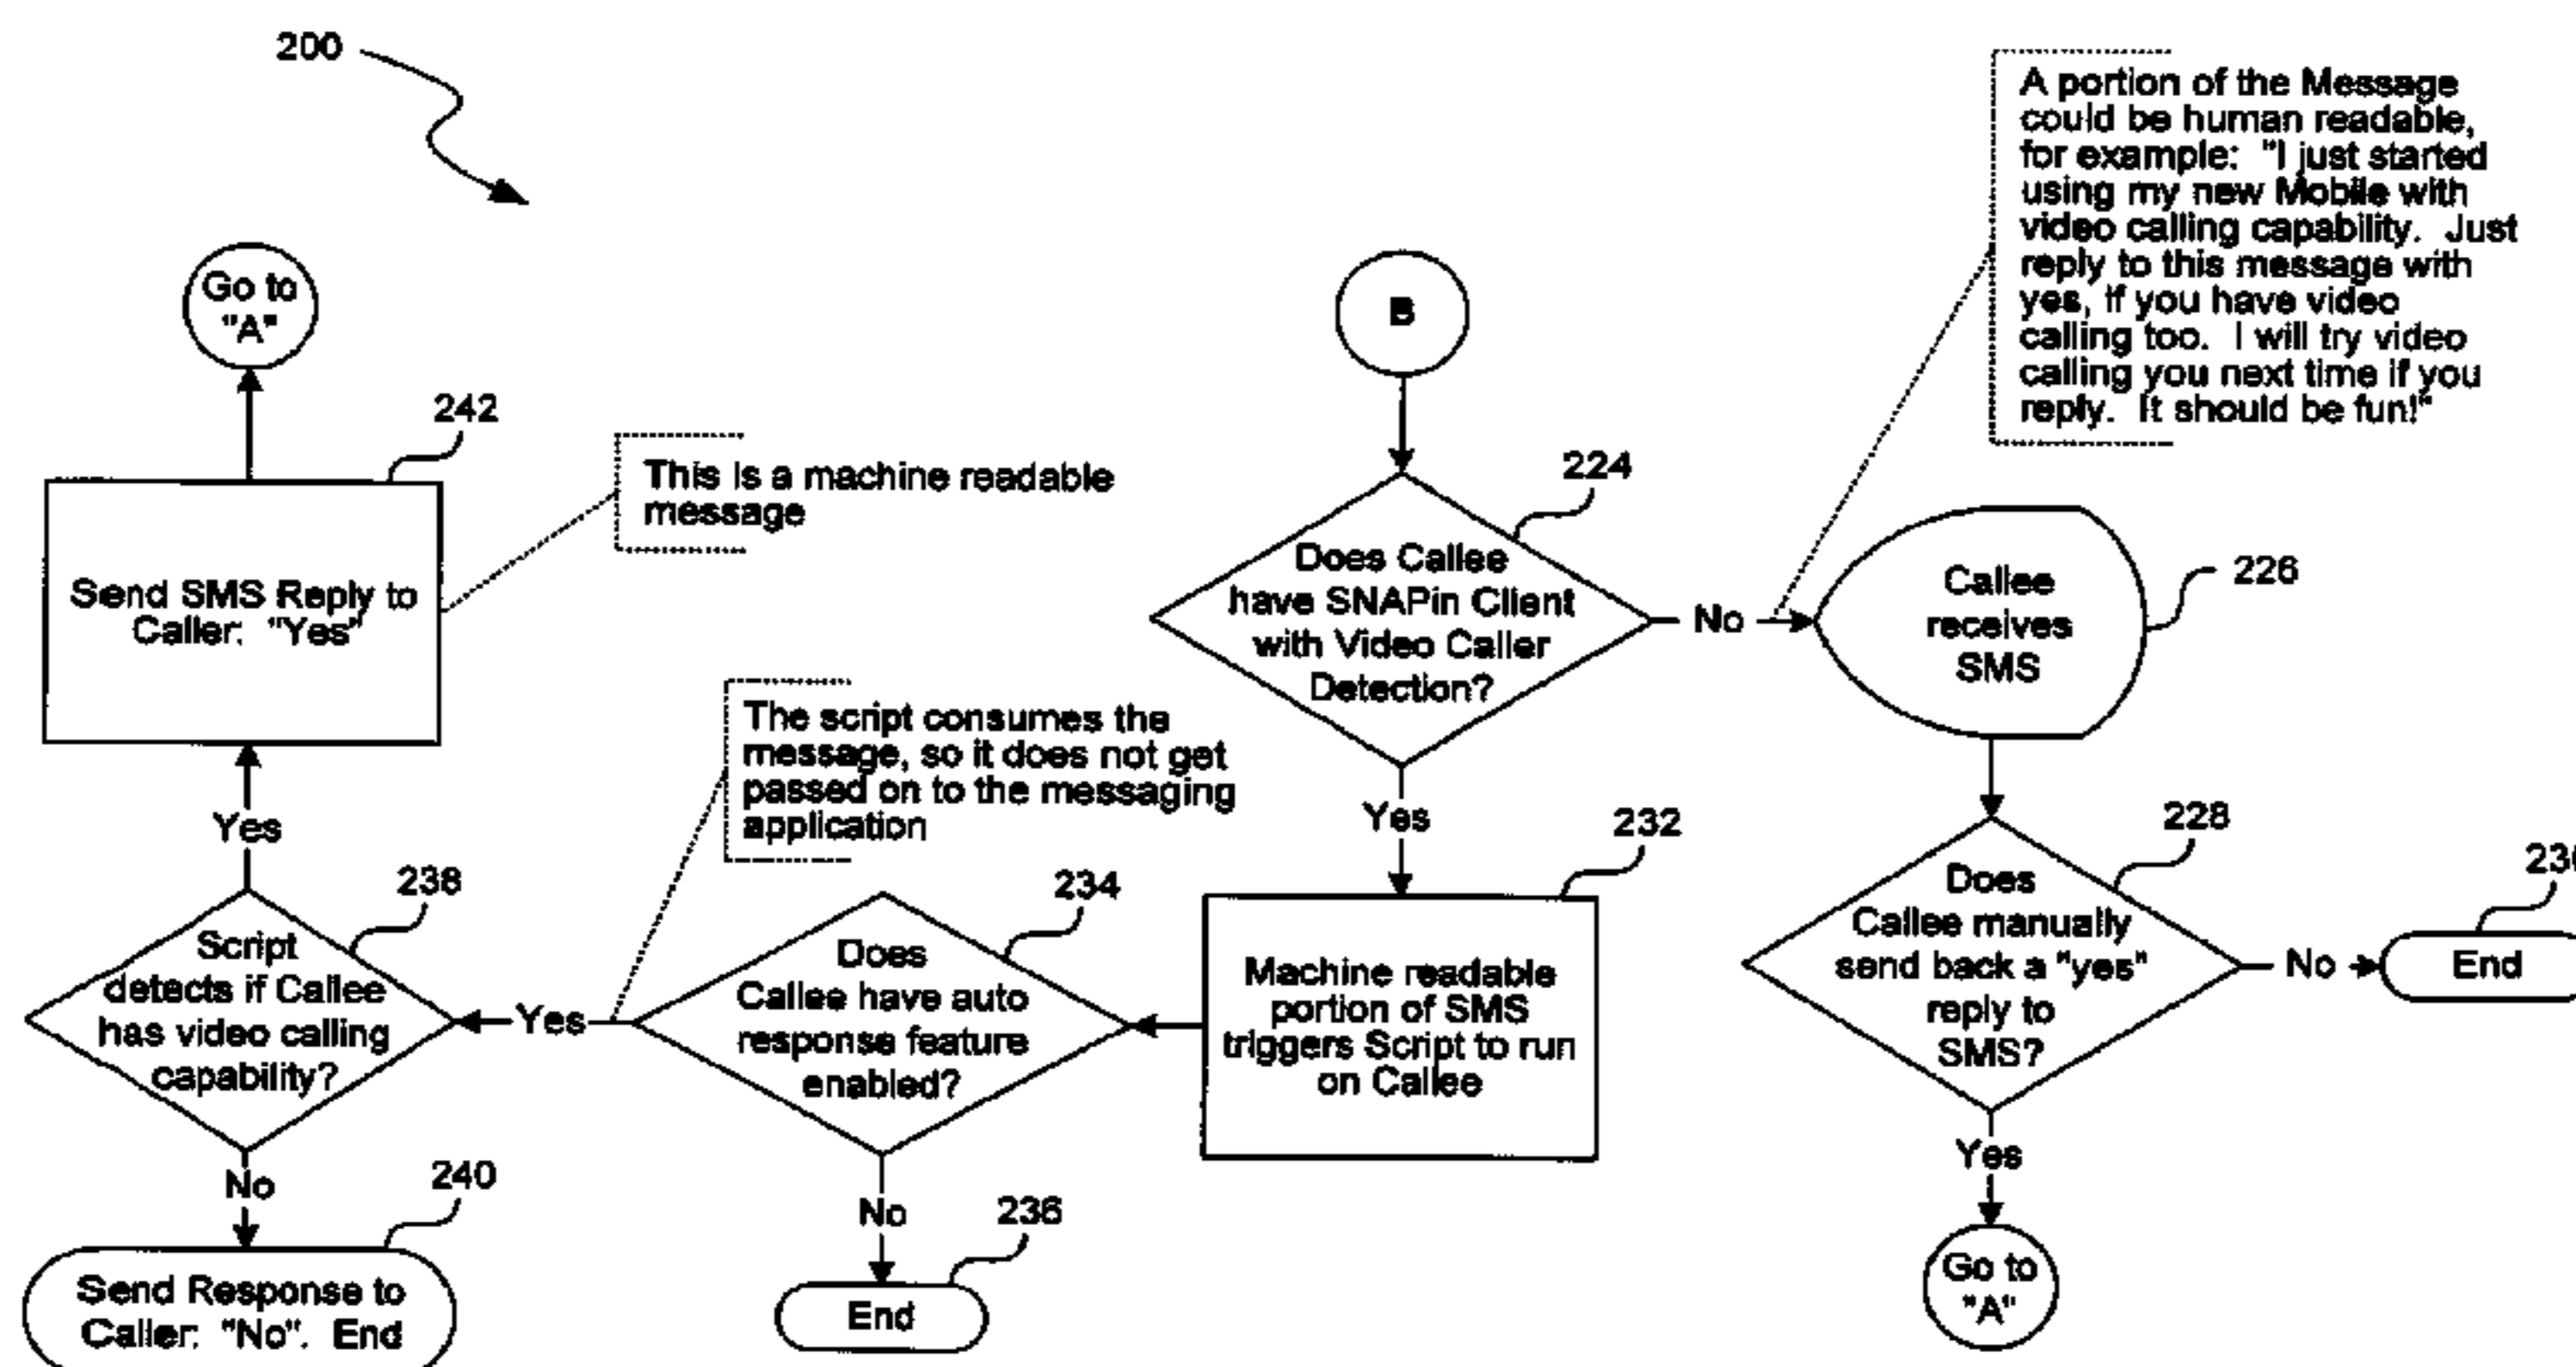 200
Go to
"A"
242
Send SMS Reply to
Caller: "Yes"
This is a machine readable
message
Yes
238
Script
detects if Callee
has video calling
capability?
No
240
Send Response to
Caller: "No". End
B
224
Does Callee
have SNAPin Client
with Video Caller
Detection?
No
Yes
A portion of the Message
could be human readable,
for example: "I just started
using my new Mobile with
video calling capability. Just
reply to this message with
yes, if you have video
calling too. I will try video
calling you next time if you
reply. It should be fun!"
226
Callee
receives
SMS
228
Does
Callee manually
send back a "yes"
reply to
SMS?
No
End
Yes
Go to
"A"
232
Machine readable
portion of SMS
triggers Script to run
on Callee
234
Does
Callee have auto
response feature
enabled?
Yes
The script consumes the
message, so it does not get
passed on to the messaging
application
No
236
End